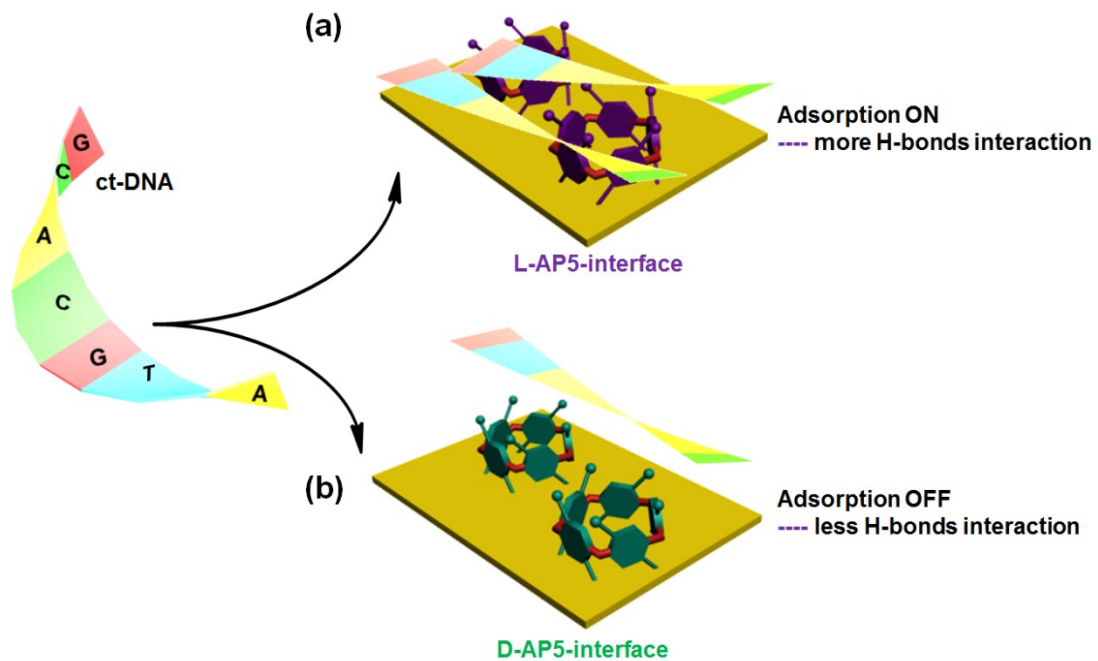 (a)
G
C
ct-DNA
A
C
G
T
A
Adsorption ON
---- more H-bonds interaction
L-AP5-interface
(b)
Adsorption OFF
---- less H-bonds interaction
D-AP5-interface